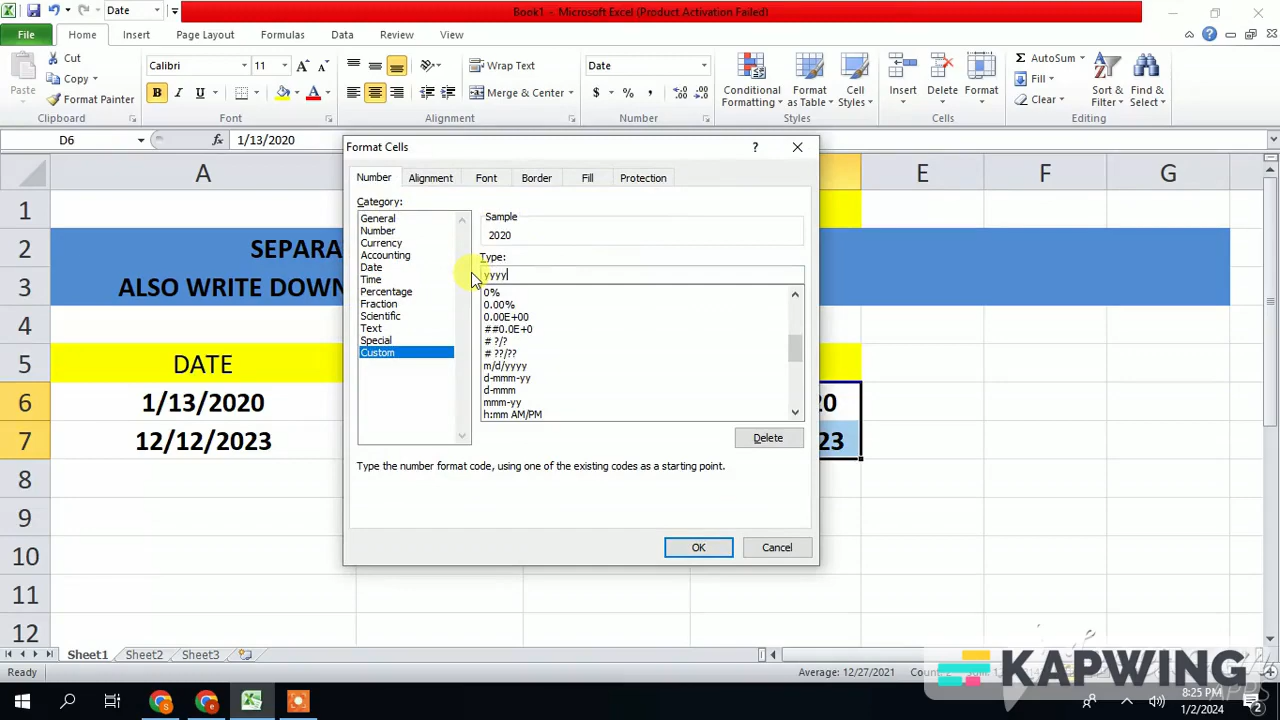 Date
Book1 - Microsoft Excel (Product Activation Failed)
File Home Insert Page Layout Formulas Data Review View
Paste
Cut
Copy
Format Painter
Clipboard
Calibri 11
B I U
Font
Wrap Text
Merge & Center
Alignment
Date
$ % ,
Number
Conditional Formatting
Format as Table
Cell Styles
Styles
Insert Delete Format
Cells
AutoSum
Fill
Clear
Sort & Filter
Find & Select
Editing
D6 fx 1/13/2020
A E F G
1
2 SEPARA
3 ALSO WRITE DOWN
4
5 DATE
6 1/13/2020 20
7 12/12/2023 23
8
9
10
11
12
Format Cells ?
Number Alignment Font Border Fill Protection
Category:
General
Number
Currency
Accounting
Date
Time
Percentage
Fraction
Scientific
Text
Special
Custom
Sample
2020
Type:
yyyy
0%
0.00%
0.00E+00
##0.0E+0
# ?/?
# ??/??
m/d/yyyy
d-mmm-yy
d-mmm
mmm-yy
h:mm AM/PM
Delete
Type the number format code, using one of the existing codes as a starting point.
OK Cancel
Sheet1 Sheet2 Sheet3
Ready Average: 12/27/2021
KAPWING
8:25 PM
1/2/2024